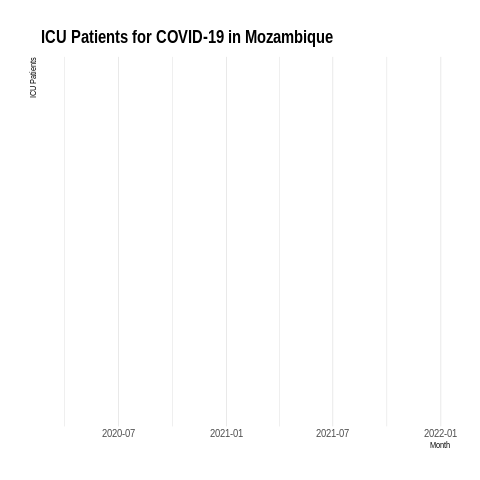 ICU Patients for COVID-19 in Mozambique
ICU Patients
2020-07
2021-01
2021-07
2022-01
Month